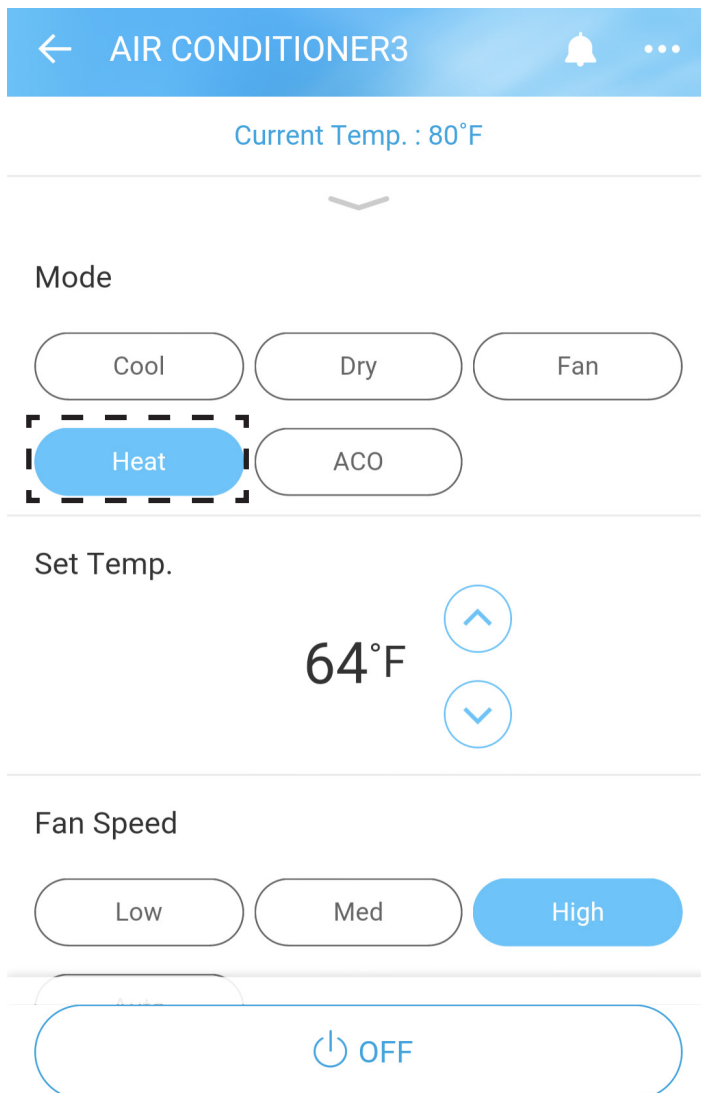 AIR CONDITIONER3
Current Temp. : 80°F
Mode
Cool Dry Fan
Heat ACO
Set Temp.
64°F
Fan Speed
Low Med High
OFF